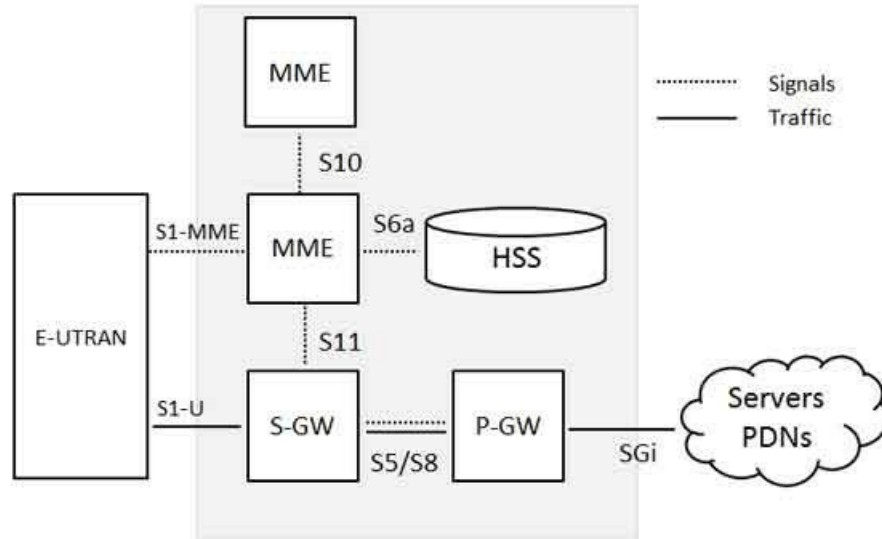 MME
Signals
Traffic
S10
S1-MME
MME
S6a
HSS
E-UTRAN
S11
S1-U
S-GW
S5/S8
P-GW
SGi
Servers
PDNs